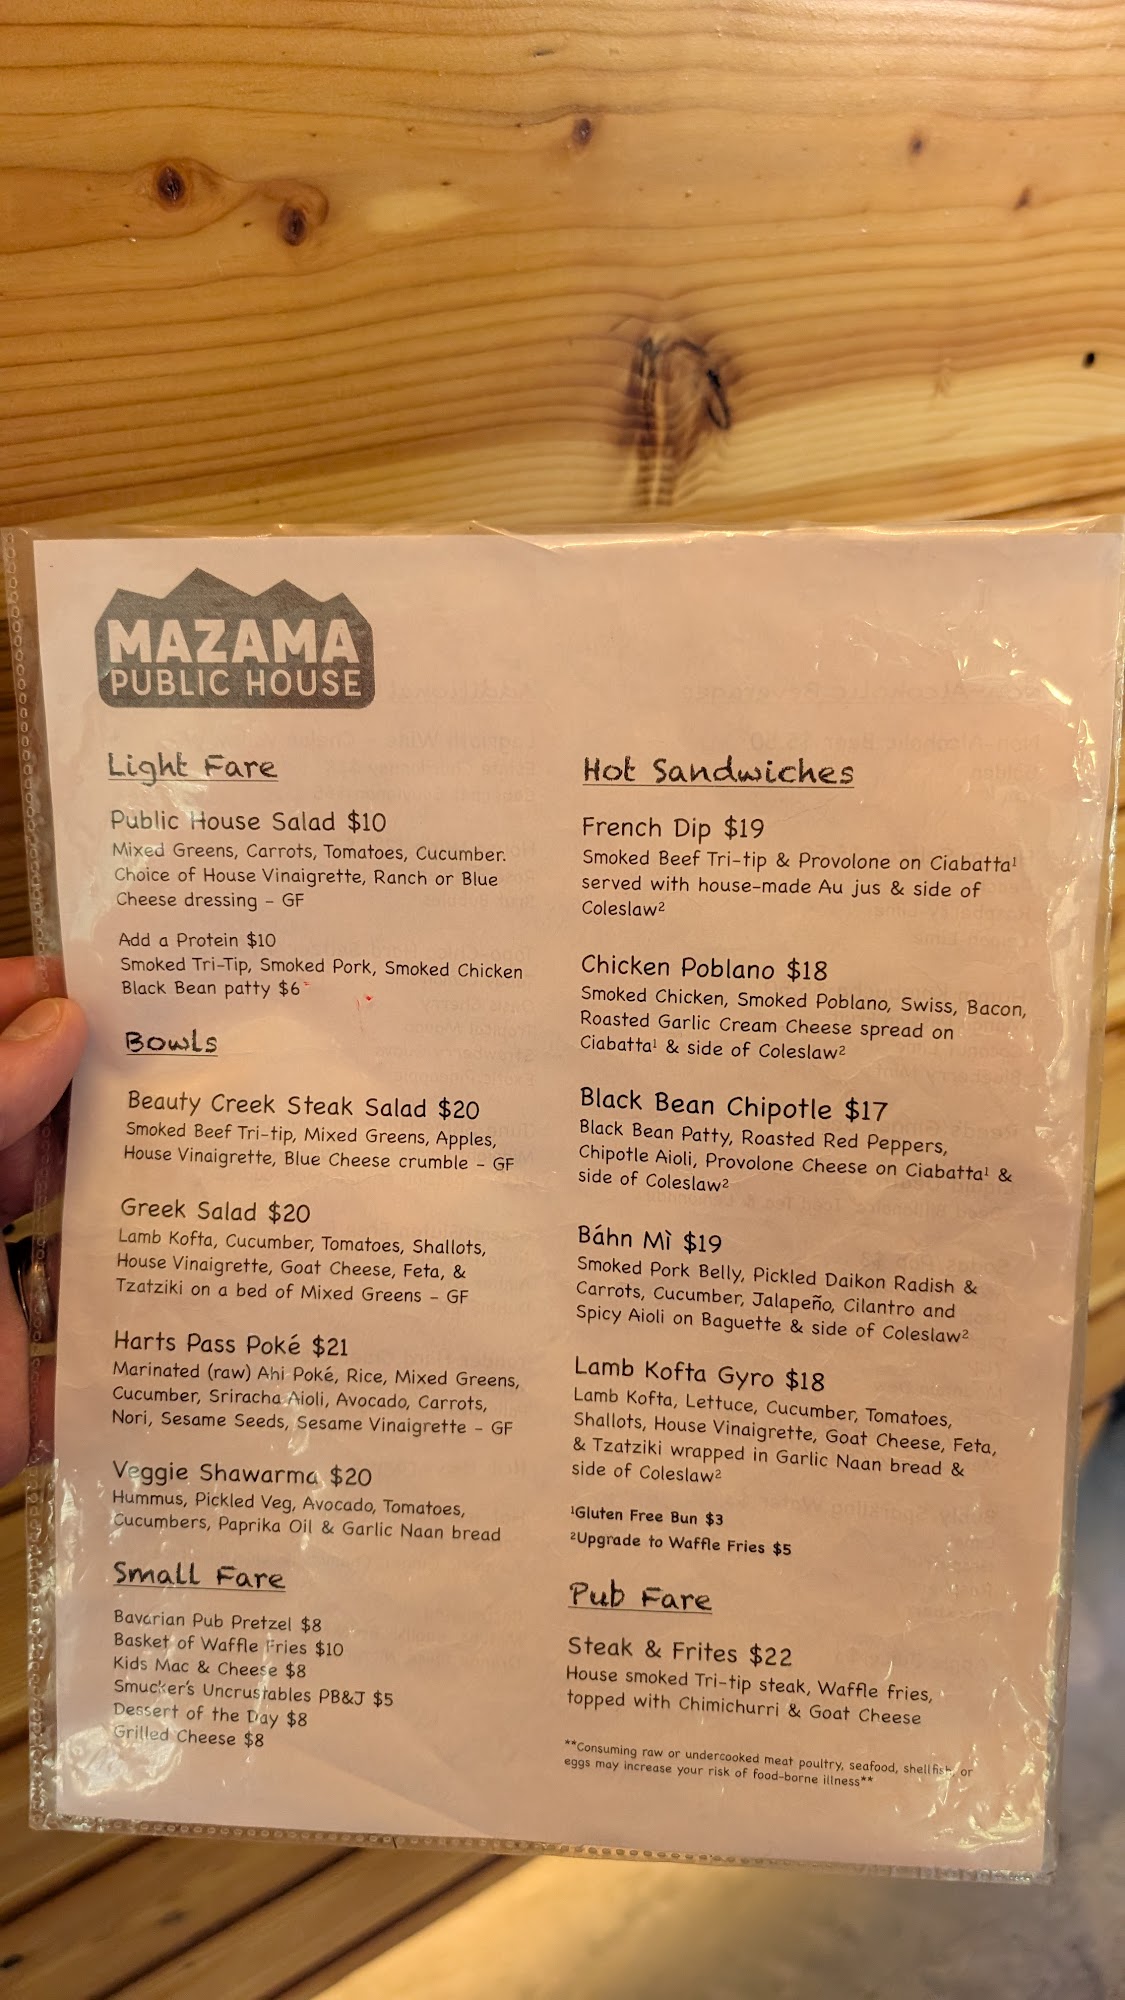 MAZAMA
PUBLIC HOUSE
Light Fare
Public House Salad $10
Mixed Greens, Carrots, Tomatoes, Cucumber.
Choice of House Vinaigrette, Ranch or Blue
Cheese dressing - GF
Add a Protein $10
Smoked Tri-Tip, Smoked Pork, Smoked Chicken
Black Bean patty $6
Bowls
Beauty Creek Steak Salad $20
Smoked Beef Tri-tip, Mixed Greens, Apples,
House Vinaigrette, Blue Cheese crumble - GF
Greek Salad $20
Lamb Kofta, Cucumber, Tomatoes, Shallots,
House Vinaigrette, Goat Cheese, Feta, &
Tzatziki on a bed of Mixed Greens - GF
Harts Pass Poké $21
Marinated (raw) Ahi Poké, Rice, Mixed Greens,
Cucumber, Sriracha Aioli, Avocado, Carrots,
Nori, Sesame Seeds, Sesame Vinaigrette - GF
Veggie Shawarma $20
Hummus, Pickled Veg, Avocado, Tomatoes,
Cucumbers, Paprika Oil & Garlic Naan bread
Small Fare
Bavarian Pub Pretzel $8
Basket of Waffle Fries $10
Kids Mac & Cheese $8
Smucker's Uncrustables PB&J $5
Dessert of the Day $8
Grilled Cheese $8
Hot Sandwiches
French Dip $19
Smoked Beef Tri-tip & Provolone on Ciabatta¹
served with house-made Au jus & side of
Coleslaw²
Chicken Poblano $18
Smoked Chicken, Smoked Poblano, Swiss, Bacon,
Roasted Garlic Cream Cheese spread on
Ciabatta¹ & side of Coleslaw²
Black Bean Chipotle $17
Black Bean Patty, Roasted Red Peppers,
Chipotle Aioli, Provolone Cheese on Ciabatta¹ &
side of Coleslaw²
Báhn Mì $19
Smoked Pork Belly, Pickled Daikon Radish &
Carrots, Cucumber, Jalapeño, Cilantro and
Spicy Aioli on Baguette & side of Coleslaw²
Lamb Kofta Gyro $18
Lamb Kofta, Lettuce, Cucumber, Tomatoes,
Shallots, House Vinaigrette, Goat Cheese, Feta,
& Tzatziki wrapped in Garlic Naan bread &
side of Coleslaw²
¹Gluten Free Bun $3
²Upgrade to Waffle Fries $5
Pub Fare
Steak & Frites $22
House smoked Tri-tip steak, Waffle fries,
topped with Chimichurri & Goat Cheese
**Consuming raw or undercooked meat poultry, seafood, shellfish, or
eggs may increase your risk of food-borne illness**